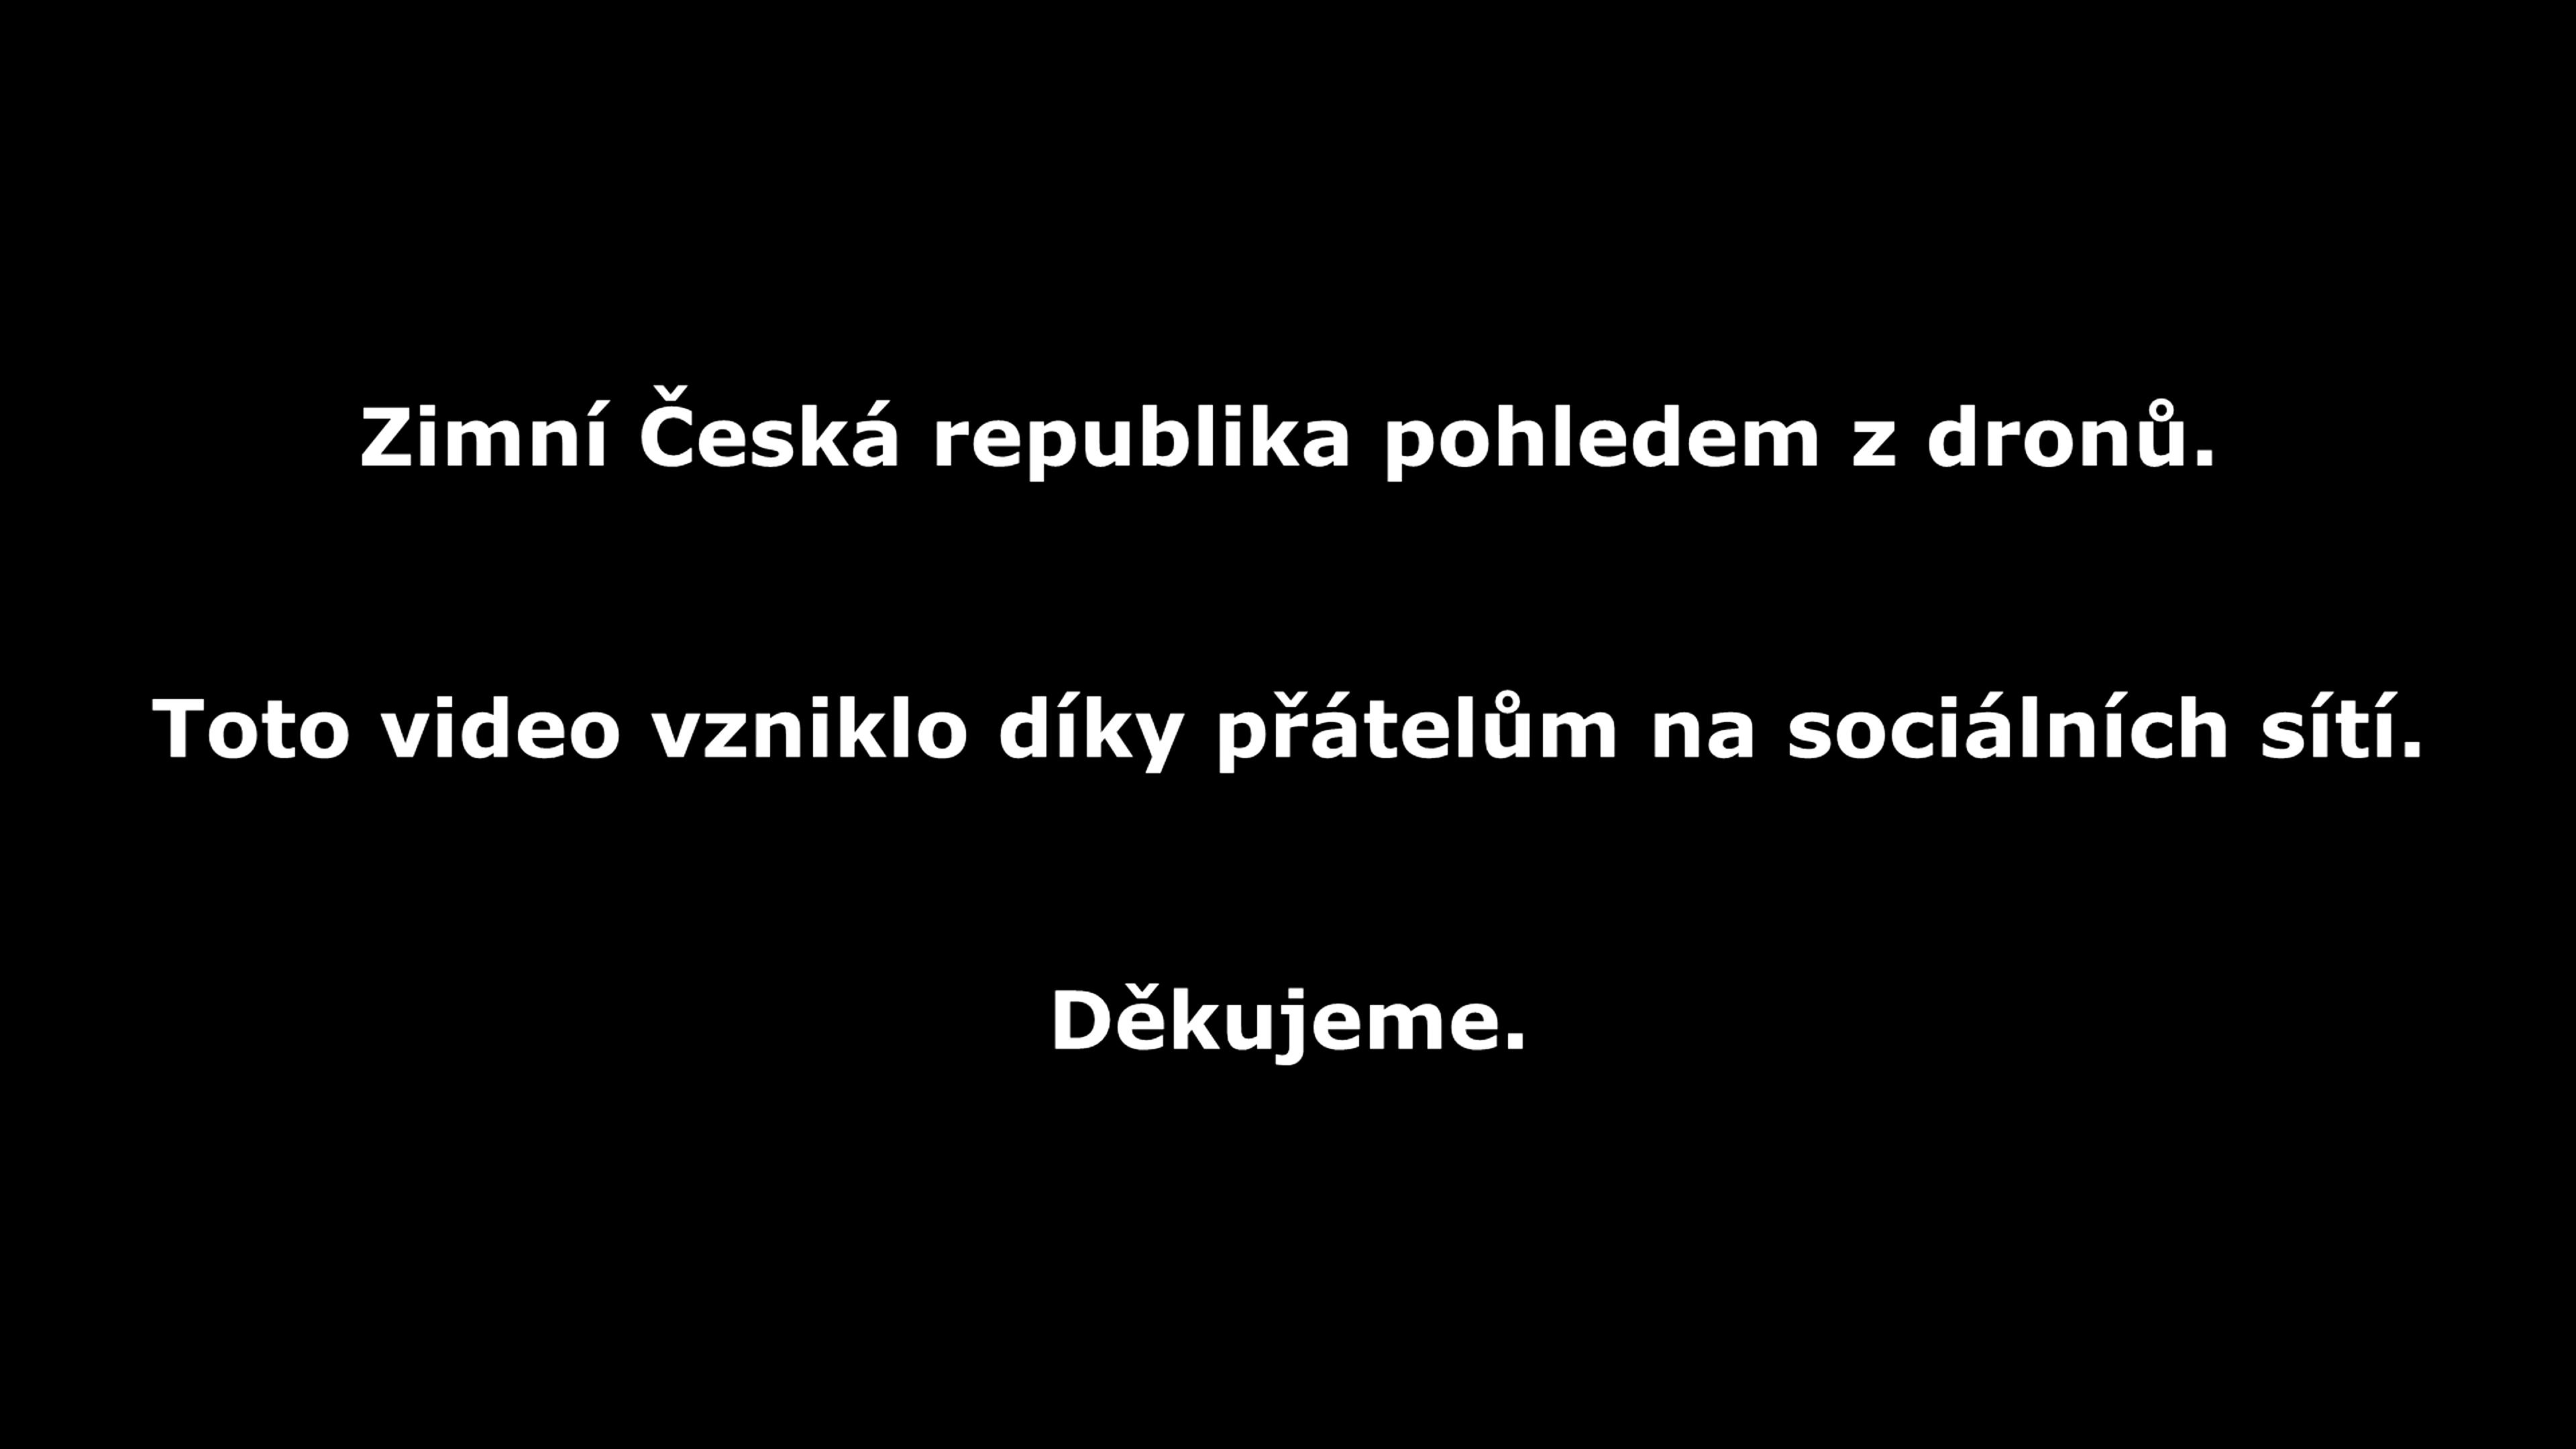 Zimní Česká republika pohledem z dronů.
Toto video vzniklo díky přátelům na sociálních sítí.
Děkujeme.